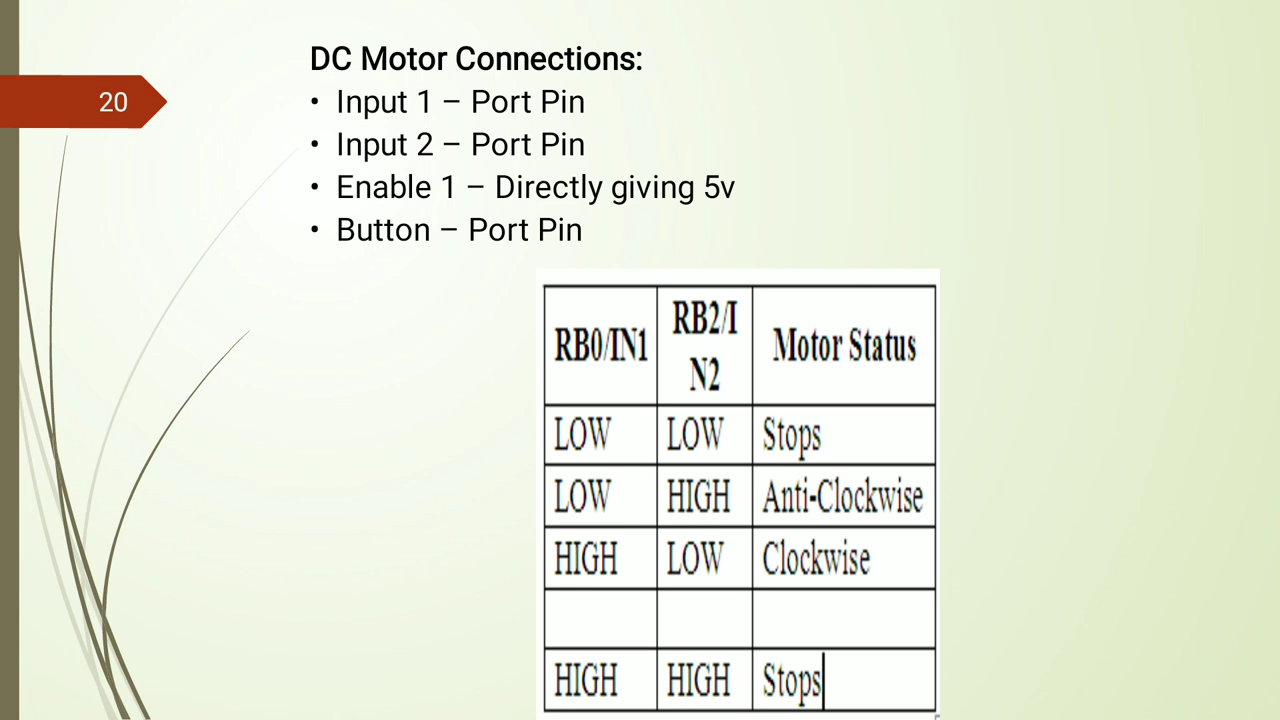 20
DC Motor Connections:
• Input 1 – Port Pin
• Input 2 – Port Pin
• Enable 1 – Directly giving 5v
• Button – Port Pin
RB0/IN1 RB2/I N2 Motor Status
LOW LOW Stops
LOW HIGH Anti-Clockwise
HIGH LOW Clockwise
HIGH HIGH Stops